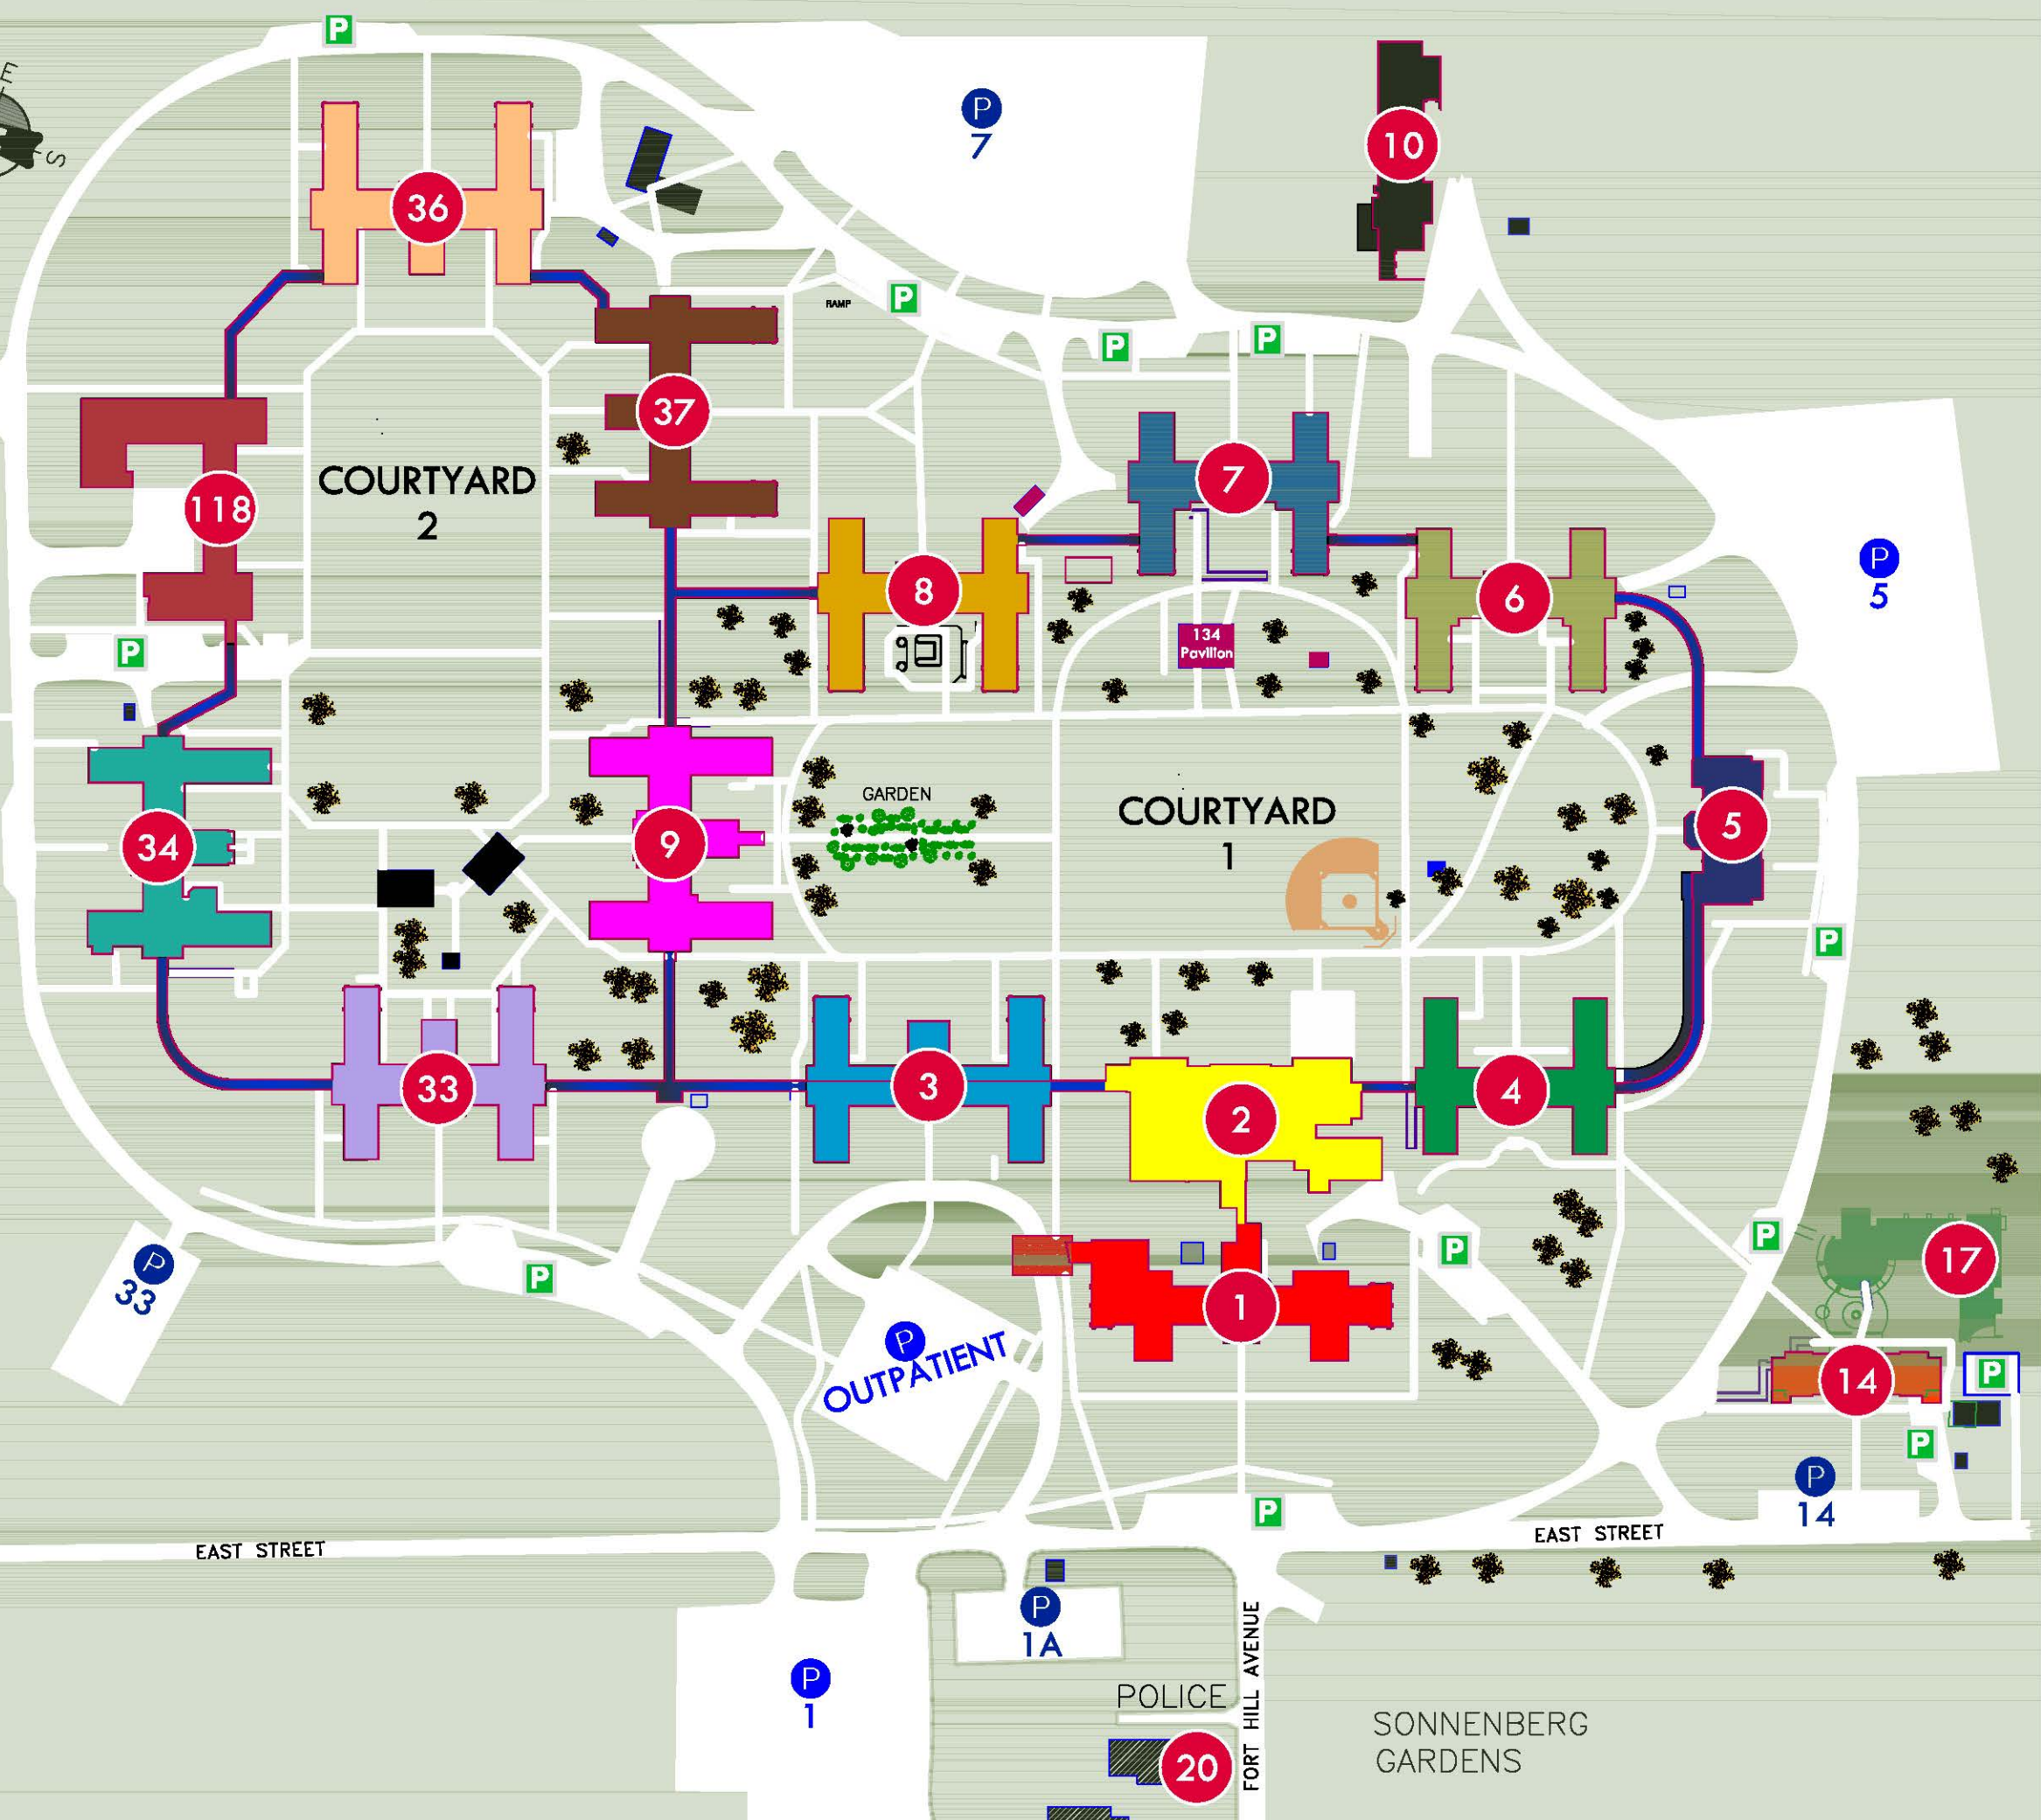 P
E
S
P
7
10
36
P
RAMP
P
P
37
7
COURTYARD
2
118
P
5
8
6
134
Pavilion
P
GARDEN
COURTYARD
1
5
34
9
P
33
3
4
2
P
P
17
P
33
P
1
P
OUTPATIENT
P
14
P
P
14
P
EAST STREET
EAST STREET
P
1A
P
1
POLICE
FORT HILL AVENUE
20
SONNENBERG
GARDENS